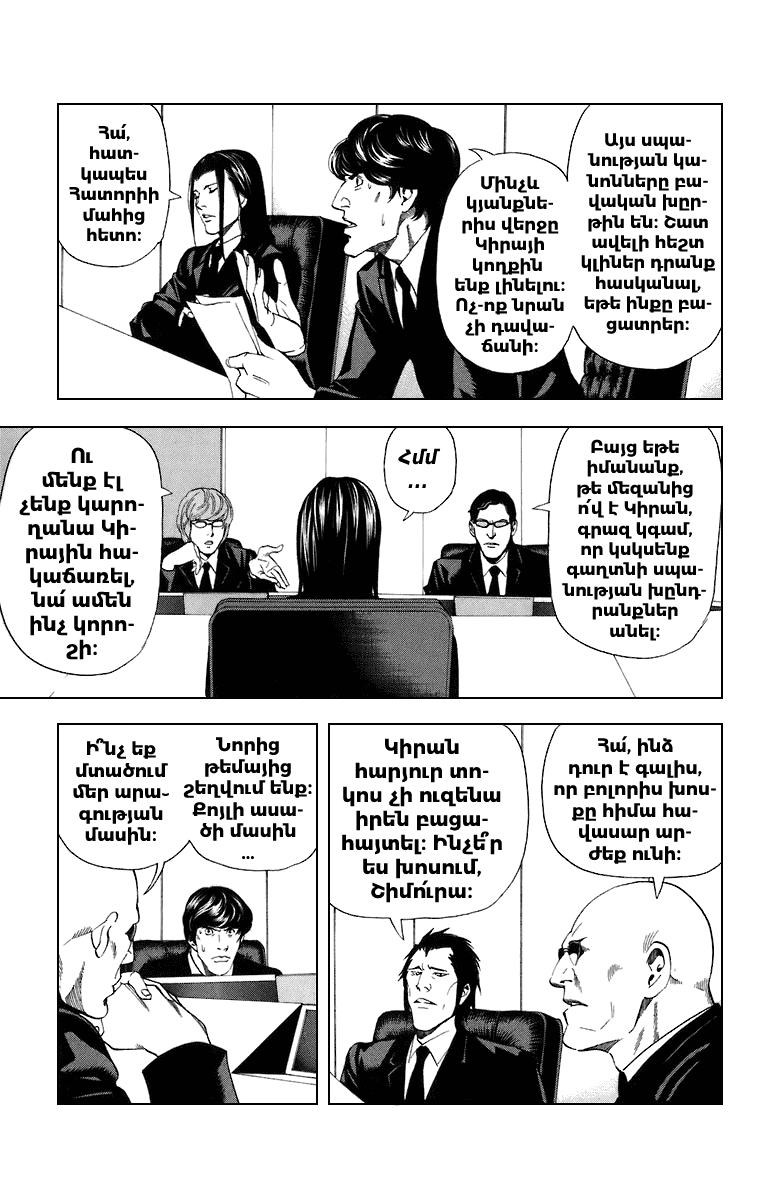 Այս սպա-
նության կա-
նոնները բա-
վական խըր-
թին են։ Շատ
ավելի հեշտ
կլիներ դրանք
հասկանալ,
եթե ինքը բա-
ցատրեր։
Մինչև
կյանքնե-
րիս վերջը
Կիրայի
կողքին
ենք լինելու։
Ոչ-ոք նրան
չի դավա-
ճանի։
Հա՛,
հատ-
կապես
Հատորիի
մահից
հետո։
Բայց եթե
իմանանք,
թե մեզանից
ո՛վ է Կիրան,
գրազ կգամ,
որ կսկսենք
գաղտնի սպա-
նության խընդ-
րանքներ
անել։
Հմմ
...
Ու
մենք էլ
չենք կարո-
ղանա Կի-
րային հա-
կաճառել,
նա՛ ամեն
ինչ կորո-
շի։
Հա՛, ինձ
դուր է գալիս,
որ բոլորիս խոս-
քը հիմա հա-
վասար ար-
ժեք ունի։
Կիրան
հարյուր տո-
կոս չի ուզենա
իրեն բացա-
հայտել։ Ինչե՞ր
ես խոսում,
Շիմո՛ւրա։
Նորից
թեմայից
շեղվում ենք։
Քոյլի ասա-
ծի մասին
...
Ի՞նչ եք
մտածում
մեր արա-
գության
մասին։